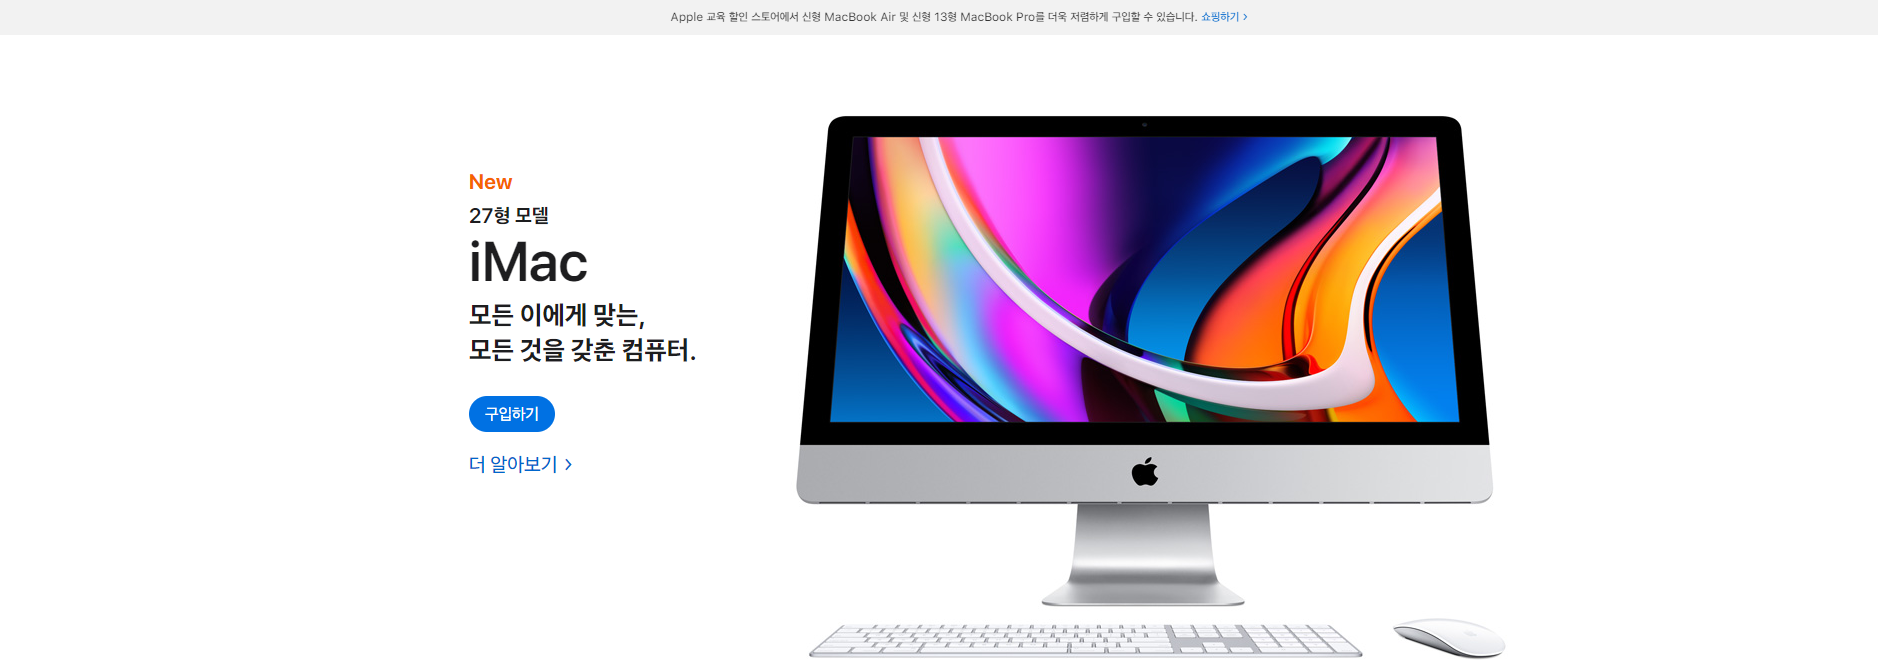 Apple 교육 할인 스토어에서 신형 MacBook Air 및 신형 13형 MacBook Pro를 더욱 저렴하게 구입할 수 있습니다. 쇼핑하기 >
New
27형 모델
iMac
모든 이에게 맞는,
모든 것을 갖춘 컴퓨터.
구입하기
더 알아보기 >